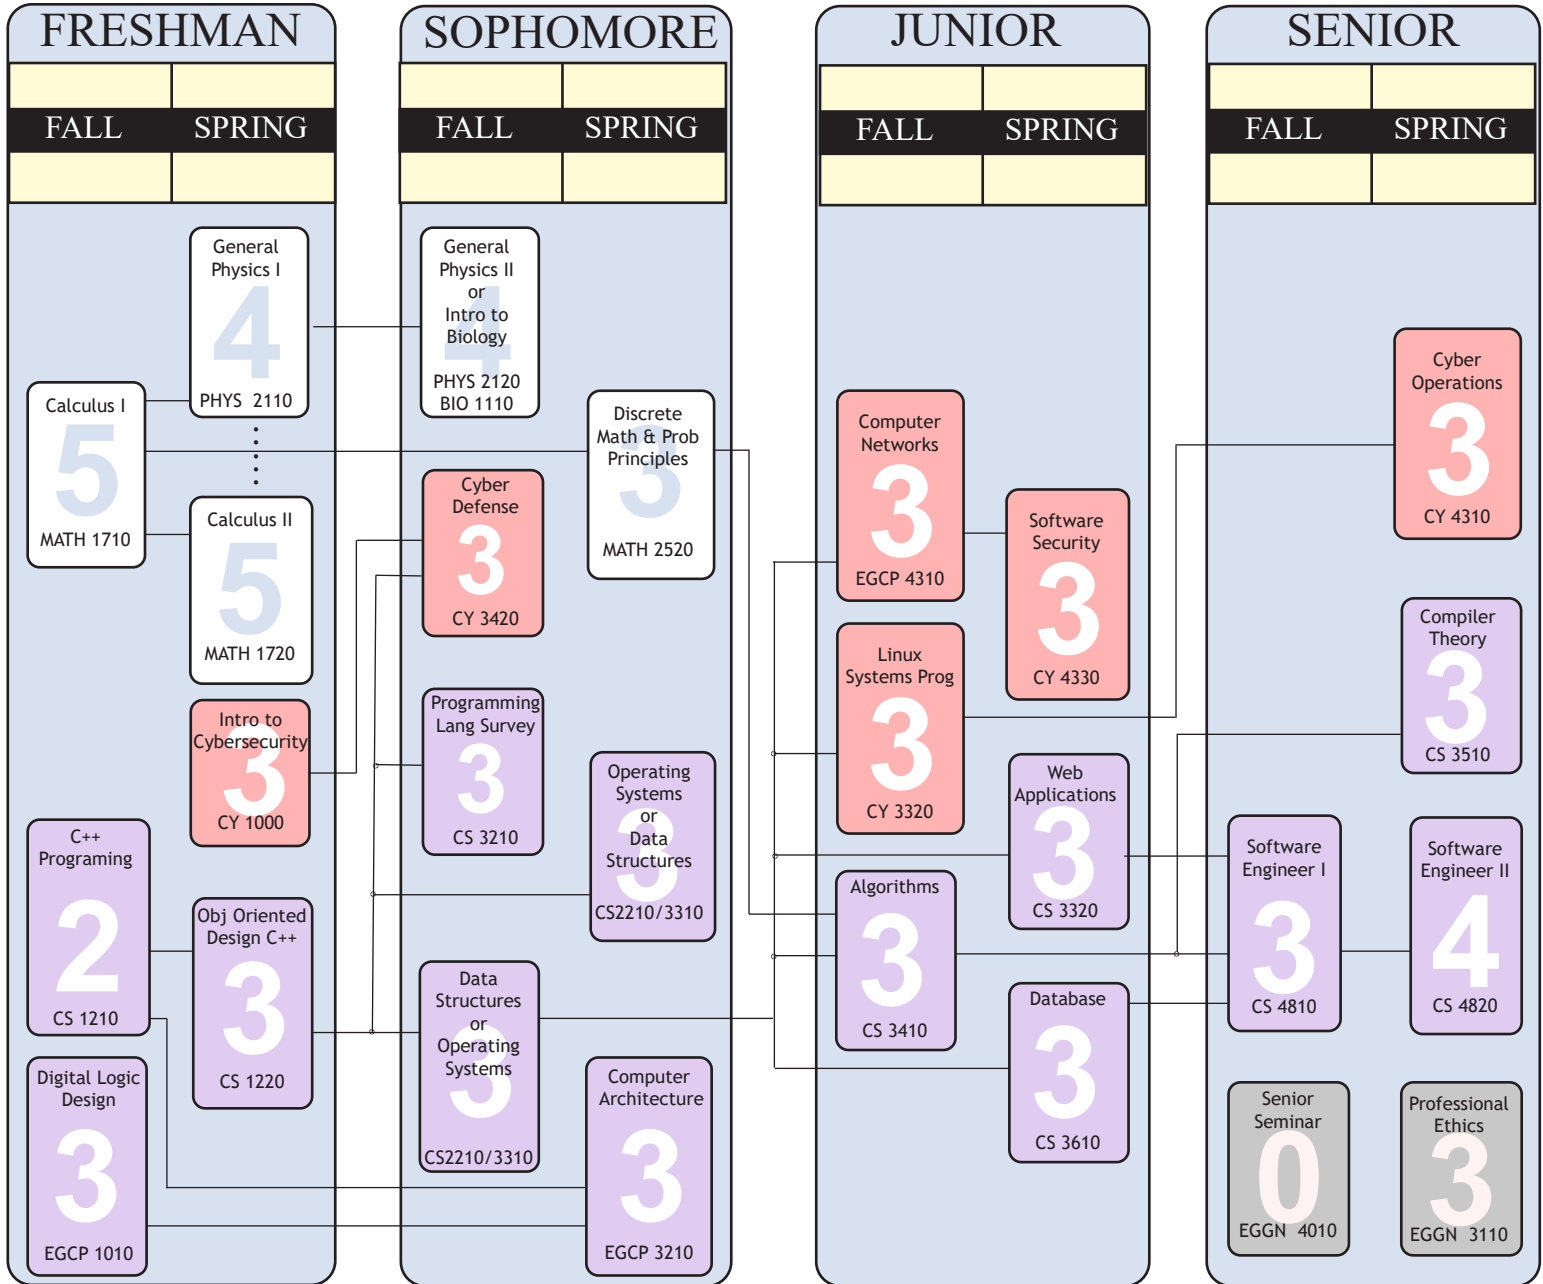 FRESHMAN
FALL
SPRING
General
Physics I
4
PHYS 2110
Calculus I
5
MATH 1710
Calculus II
5
MATH 1720
Intro to
Cybersecurity
3
CY 1000
C++
Programing
2
CS 1210
Obj Oriented
Design C++
3
CS 1220
Digital Logic
Design
3
EGCP 1010
SOPHOMORE
FALL
SPRING
General
Physics II
or
Intro to
Biology
4
PHYS 2120
BIO 1110
Discrete
Math & Prob
Principles
3
MATH 2520
Cyber
Defense
3
CY 3420
Programming
Lang Survey
3
CS 3210
Operating
Systems
or
Data
Structures
3
CS2210/3310
Data
Structures
or
Operating
Systems
3
CS2210/3310
Computer
Architecture
3
EGCP 3210
JUNIOR
FALL
SPRING
Computer
Networks
3
EGCP 4310
Software
Security
3
CY 4330
Linux
Systems Prog
3
CY 3320
Web
Applications
3
CS 3320
Algorithms
3
CS 3410
Database
3
CS 3610
SENIOR
FALL
SPRING
Cyber
Operations
3
CY 4310
Compiler
Theory
3
CS 3510
Software
Engineer I
3
CS 4810
Software
Engineer II
4
CS 4820
Senior
Seminar
0
EGGN 4010
Professional
Ethics
3
EGGN 3110